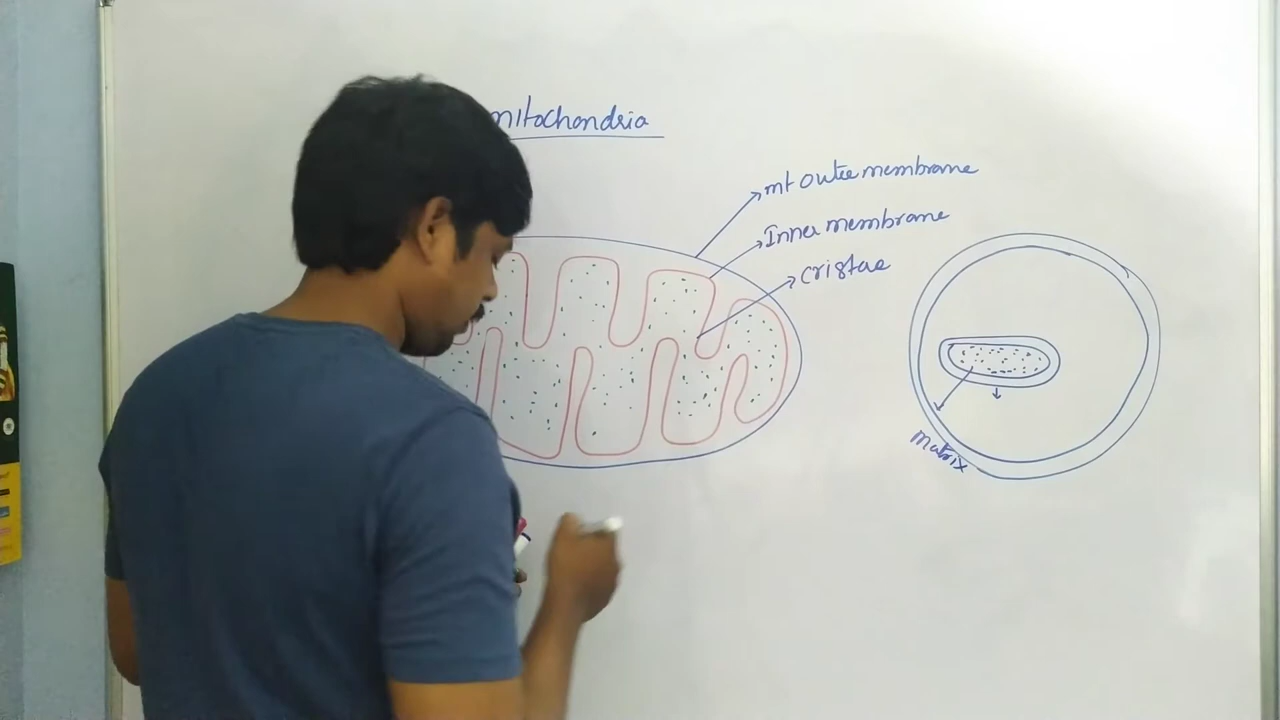 mitochondria
mt Outer membrane
Inner membrane
cristae
Matrix